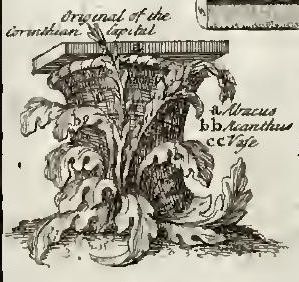 Original of the
Corinthian Capital
a Abacus
b b Acanthus
c c Vase
b